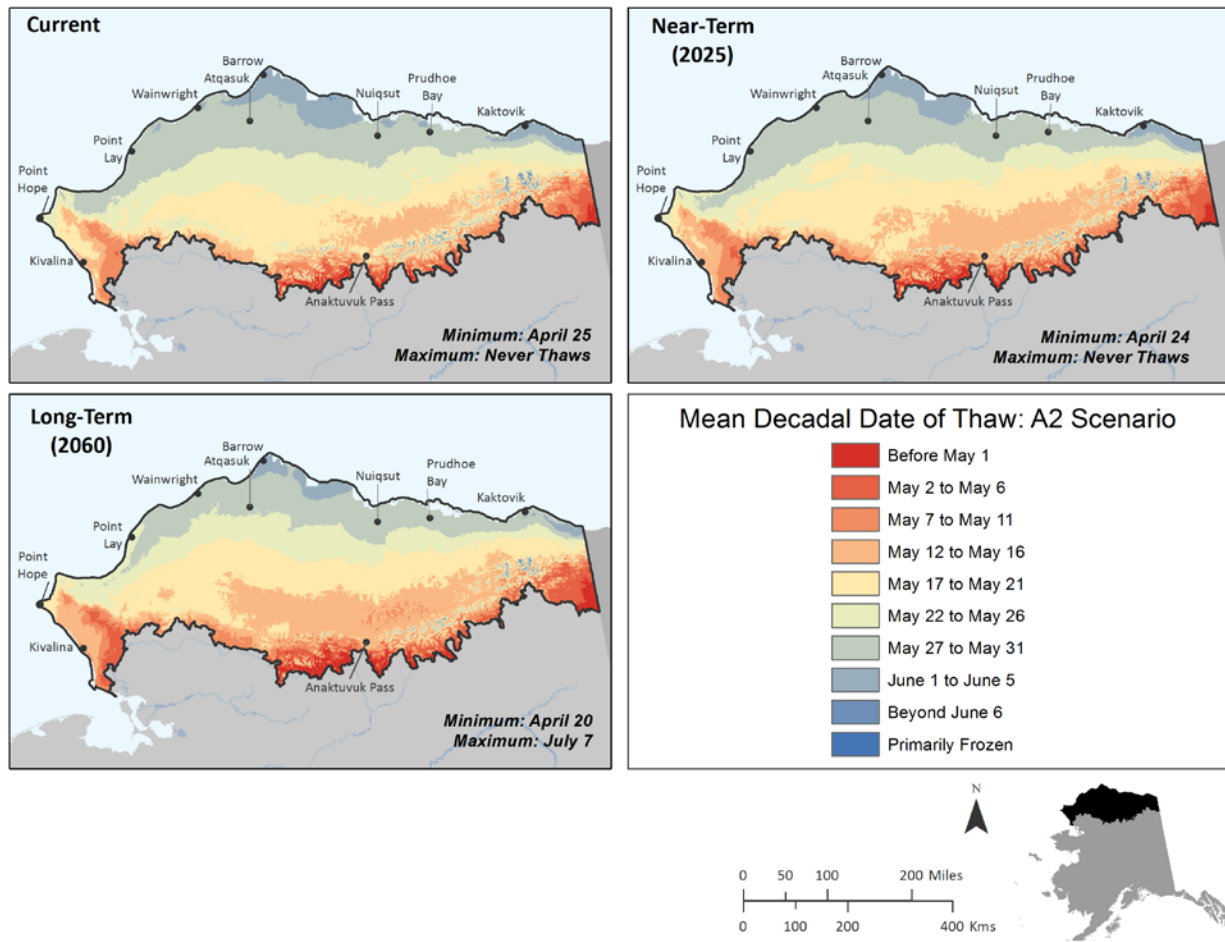 Current
Barrow
Atqasuk
Wainwright
Nuiqsut
Prudhoe
Bay
Kaktovik
Point
Lay
Point
Hope
Kivalina
Anaktuvuk Pass
Minimum: April 25
Maximum: Never Thaws
Near-Term
(2025)
Barrow
Atqasuk
Wainwright
Nuiqsut
Prudhoe
Bay
Kaktovik
Point
Lay
Point
Hope
Kivalina
Anaktuvuk Pass
Minimum: April 24
Maximum: Never Thaws
Long-Term
(2060)
Barrow
Atqasuk
Wainwright
Nuiqsut
Prudhoe
Bay
Kaktovik
Point
Lay
Point
Hope
Kivalina
Anaktuvuk Pass
Minimum: April 20
Maximum: July 7
Mean Decadal Date of Thaw: A2 Scenario
Before May 1
May 2 to May 6
May 7 to May 11
May 12 to May 16
May 17 to May 21
May 22 to May 26
May 27 to May 31
June 1 to June 5
Beyond June 6
Primarily Frozen
N
0 50 100 200 Miles
0 100 200 400 Kms